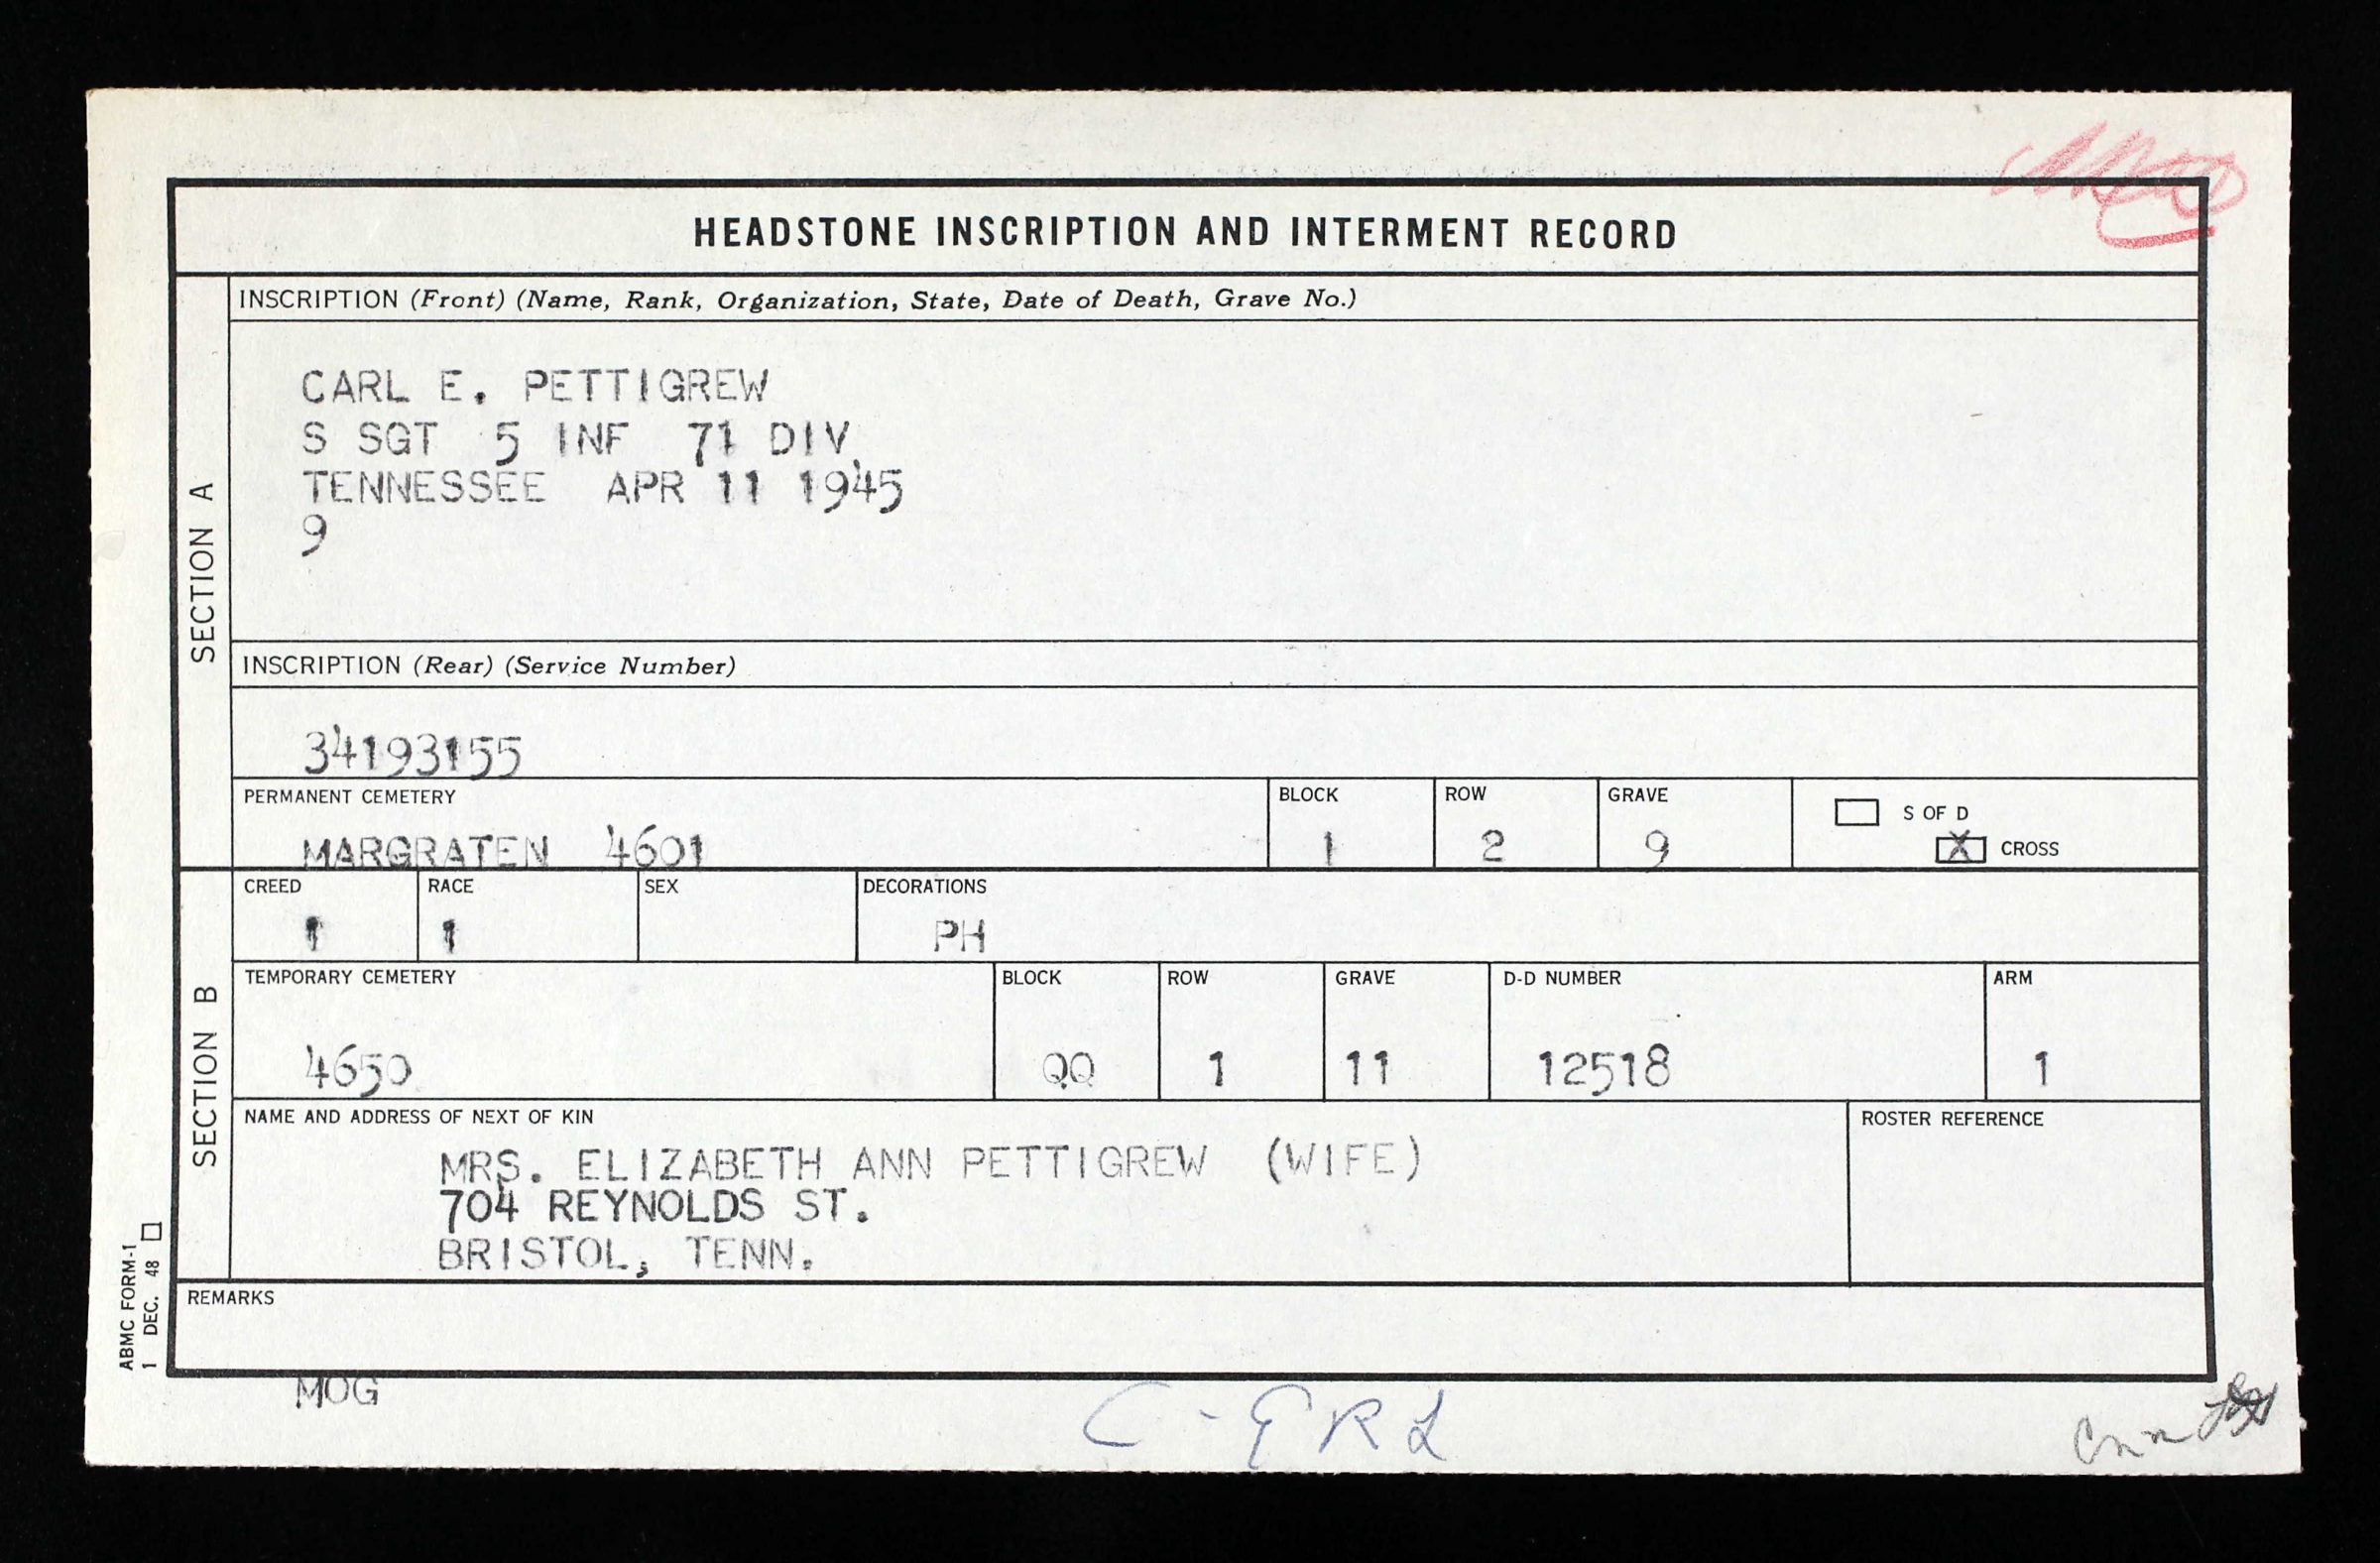 HEADSTONE INSCRIPTION AND INTERMENT RECORD
SECTION A
INSCRIPTION (Front) (Name, Rank, Organization, State, Date of Death, Grave No.)
CARL E. PETTIGREW
S SGT 5 INF 71 DIV
TENNESSEE APR 11 1945
9
INSCRIPTION (Rear) (Service Number)
34193155
PERMANENT CEMETERY BLOCK ROW GRAVE
MARGRATEN 4601 1 2 9
S OF D
X CROSS
SECTION B
CREED RACE SEX DECORATIONS
1 1 PH
TEMPORARY CEMETERY BLOCK ROW GRAVE D-D NUMBER ARM
4650 QQ 1 11 12518 1
NAME AND ADDRESS OF NEXT OF KIN ROSTER REFERENCE
MRS. ELIZABETH ANN PETTIGREW (WIFE)
704 REYNOLDS ST.
BRISTOL, TENN.
REMARKS
ABMC FORM-1
1 DEC. 48
MOG
C-ERL